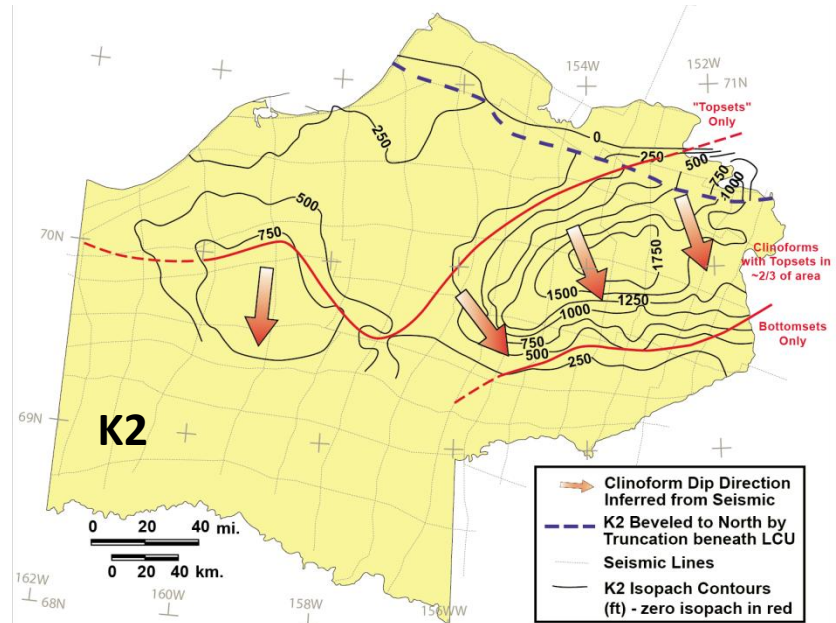 154W
152W
71N
"Topsets"
Only
0
250
250
500
750
1000
500
70N
750
1750
Clinoforms
with Topsets in
~2/3 of area
1500
1250
1000
Bottomsets
Only
750
500
250
69N
K2
0 20 40 mi.
0 20 40 km.
162W
68N
160W
158W
156W
Clinoform Dip Direction
Inferred from Seismic
K2 Beveled to North by
Truncation beneath LCU
Seismic Lines
K2 Isopach Contours
(ft) - zero isopach in red